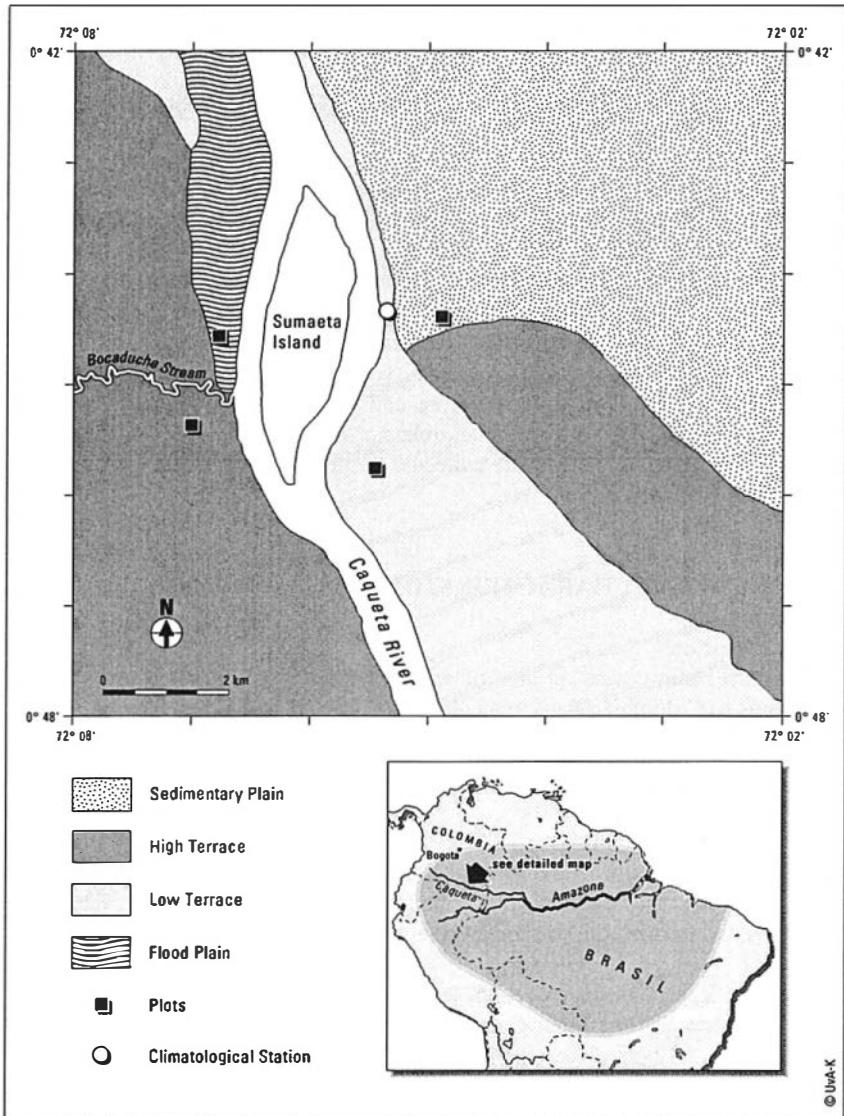 72° 08'
72° 02'
0° 42'
0° 42'
Sumaeta
Island
Bocaduche Stream
Caqueta River
N
0
2 km
0° 48'
0° 48'
72° 08'
72° 02'
Sedimentary Plain
High Terrace
Low Terrace
Flood Plain
Plots
Climatological Station
COLOMBIA
Bogota
see detailed map
Caqueta
Amazone
BRASIL
© UvA-K